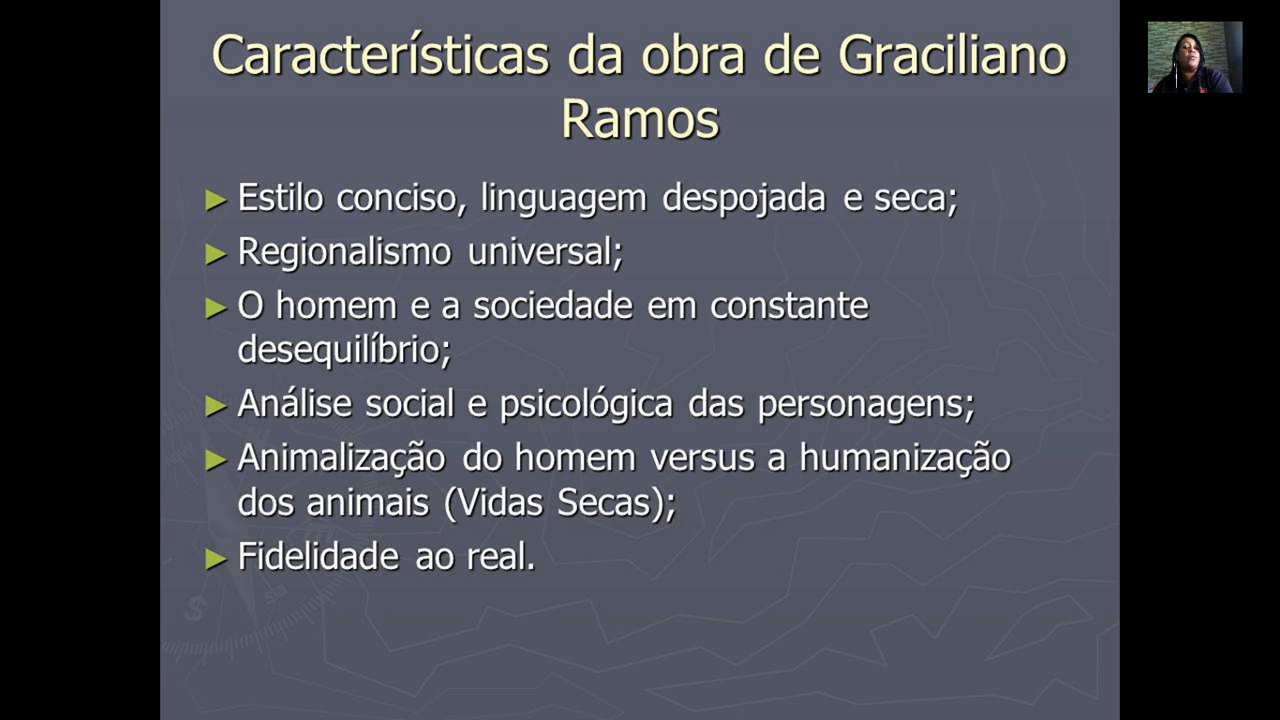 Características da obra de Graciliano
Ramos
► Estilo conciso, linguagem despojada e seca;
► Regionalismo universal;
► O homem e a sociedade em constante
desequilíbrio;
► Análise social e psicológica das personagens;
► Animalização do homem versus a humanização
dos animais (Vidas Secas);
► Fidelidade ao real.